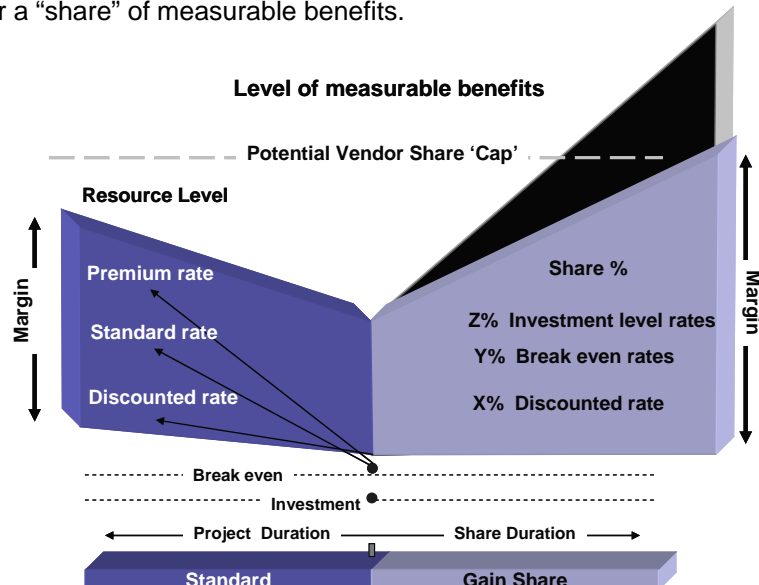 r a “share” of measurable benefits.
Level of measurable benefits
Potential Vendor Share ‘Cap’
Resource Level
Margin
Premium rate
Standard rate
Discounted rate
Share %
Z% Investment level rates
Y% Break even rates
X% Discounted rate
Margin
Break even
Investment
Project Duration
Share Duration
Standard
Gain Share